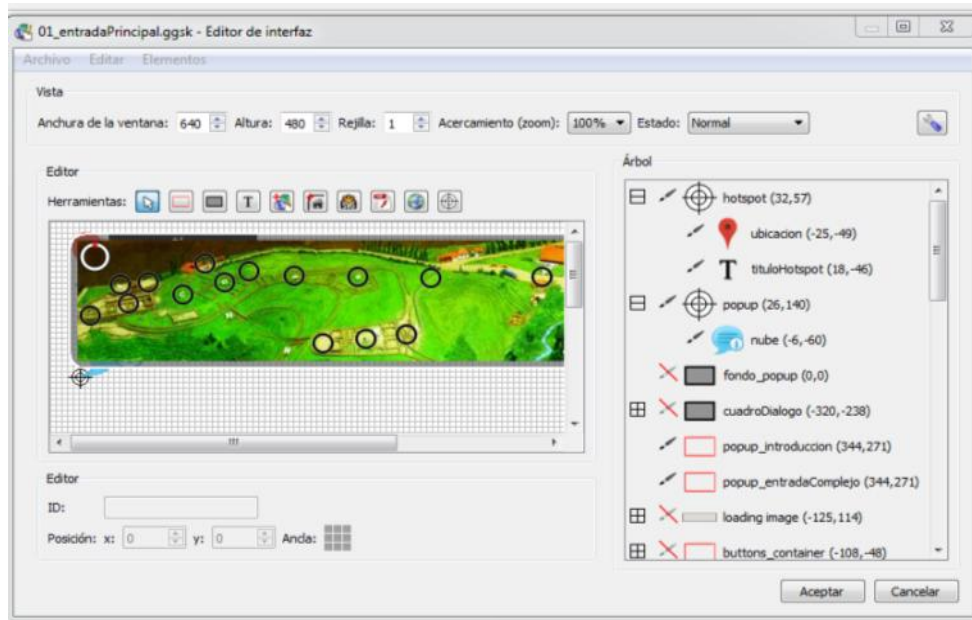 01_entradaPrincipal.ggsk - Editor de interfaz
Archivo Editar Elementos
Vista
Anchura de la ventana: 640 Altura: 480 Rejilla: 1 Acercamiento (zoom): 100% Estado: Normal
Editor
Herramientas: T
Árbol
hotspot (32,57)
ubicacion (-25,-49)
T tituloHotspot (18,-46)
popup (26,140)
nube (-6,-60)
fondo_popup (0,0)
cuadroDialogo (-320,-238)
popup_introduccion (344,271)
popup_entradaComplejo (344,271)
loading image (-125,114)
buttons_container (-108,-48)
Editor
ID:
Posición: x: 0 y: 0 Ancla:
Aceptar Cancelar